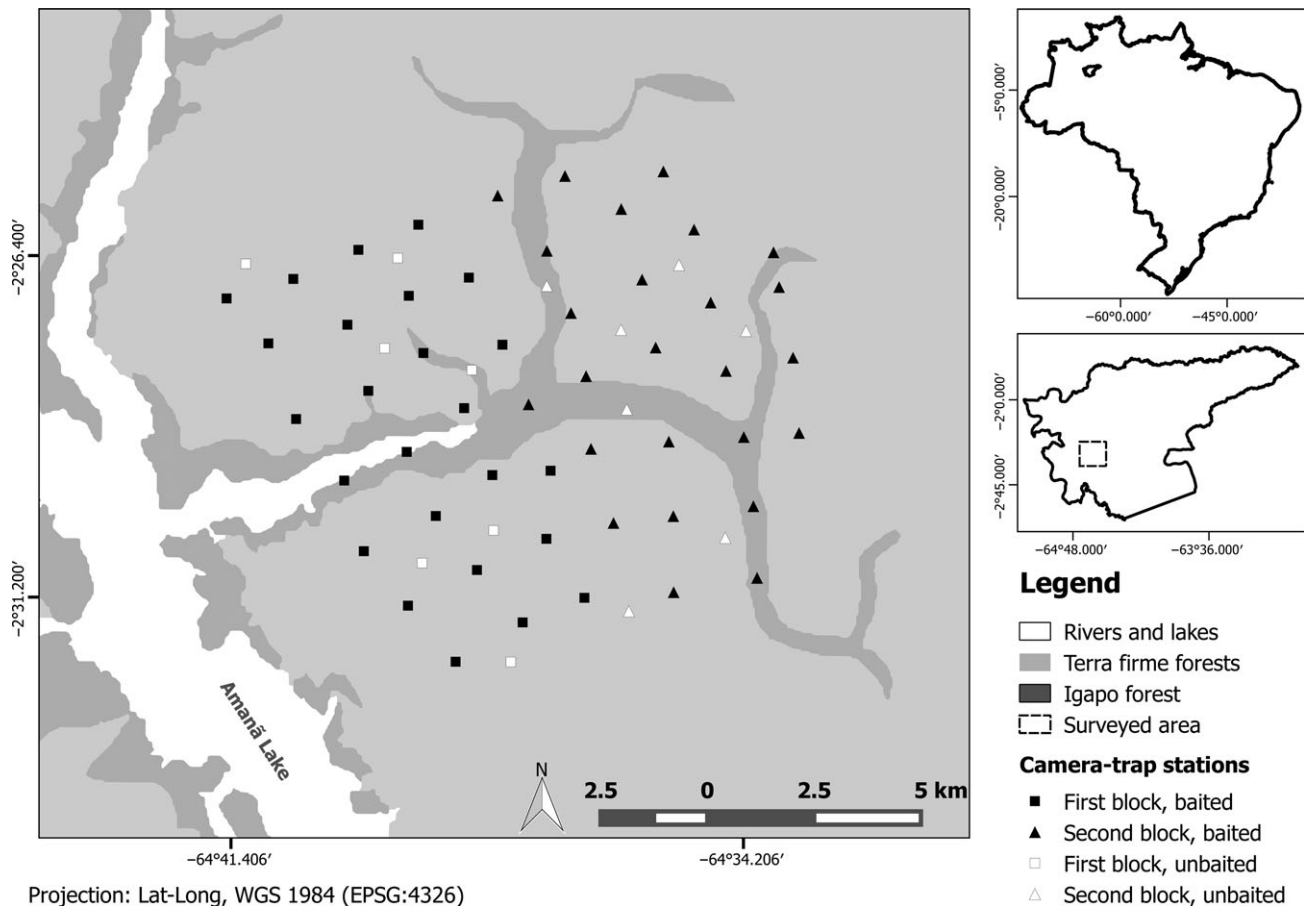 −2°26.400′
−2°31.200′
Amanã Lake
N
2.5 0 2.5 5 km
−64°41.406′ −64°34.206′
Projection: Lat-Long, WGS 1984 (EPSG:4326)
−5°0.000′
−20°0.000′
−60°0.000′ −45°0.000′
−2°0.000′
−2°45.000′
−64°48.000′ −63°36.000′
Legend
Rivers and lakes
Terra firme forests
Igapo forest
Surveyed area
Camera-trap stations
First block, baited
Second block, baited
First block, unbaited
Second block, unbaited